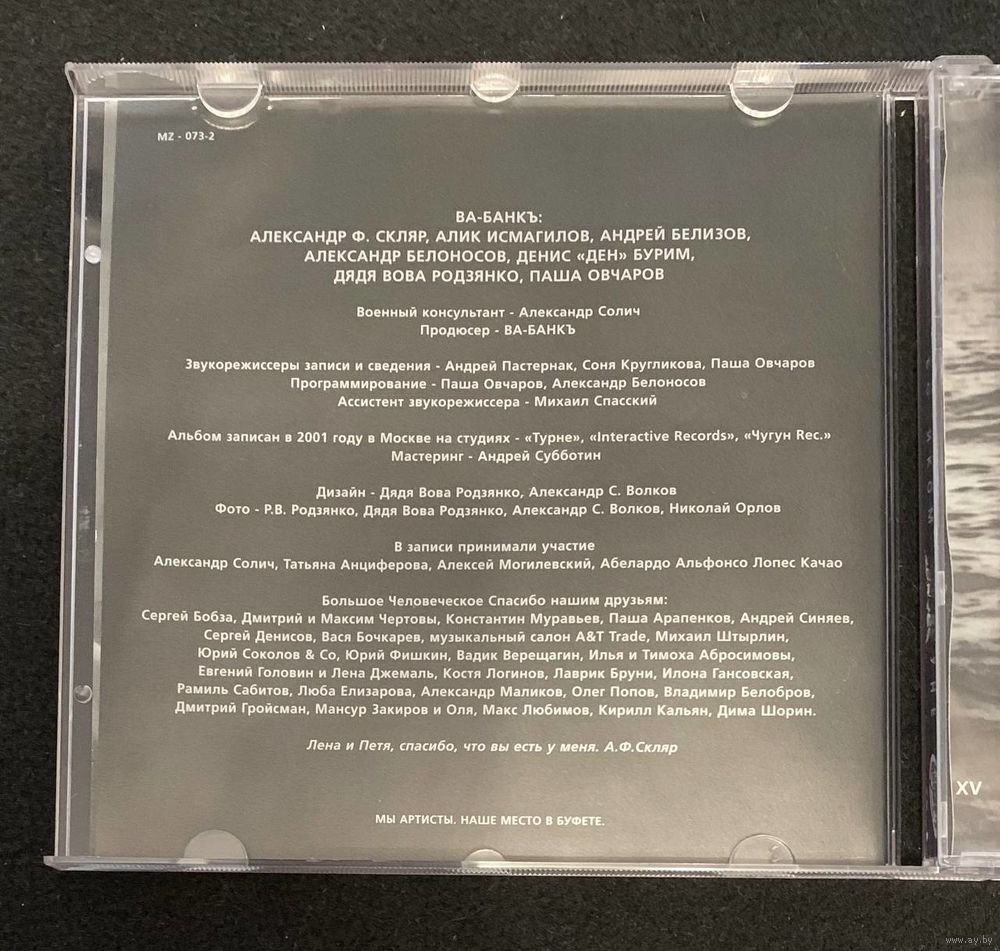 MZ - 073-2
ВА-БАНКЪ:
АЛЕКСАНДР Ф. СКЛЯР, АЛИК ИСМАГИЛОВ, АНДРЕЙ БЕЛИЗОВ,
АЛЕКСАНДР БЕЛОНОСОВ, ДЕНИС «ДЕН» БУРИМ,
ДЯДЯ ВОВА РОДЗЯНКО, ПАША ОВЧАРОВ
Военный консультант - Александр Солич
Продюсер - ВА-БАНКЪ
Звукорежиссеры записи и сведения - Андрей Пастернак, Соня Кругликова, Паша Овчаров
Программирование - Паша Овчаров, Александр Белоносов
Ассистент звукорежиссера - Михаил Спасский
Альбом записан в 2001 году в Москве на студиях - «Турне», «Interactive Records», «Чугун Rec.»
Мастеринг - Андрей Субботин
Дизайн - Дядя Вова Родзянко, Александр С. Волков
Фото - Р.В. Родзянко, Дядя Вова Родзянко, Александр С. Волков, Николай Орлов
В записи принимали участие
Александр Солич, Татьяна Анциферова, Алексей Могилевский, Абелардо Альфонсо Лопес Качао
Большое Человеческое Спасибо нашим друзьям:
Сергей Бобза, Дмитрий и Максим Чертовы, Константин Муравьев, Паша Арапенков, Андрей Синяев,
Сергей Денисов, Вася Бочкарев, музыкальный салон A&T Trade, Михаил Штырлин,
Юрий Соколов & Co, Юрий Фишкин, Вадик Верещагин, Илья и Тимоха Абросимовы,
Евгений Головин и Лена Джемаль, Костя Логинов, Лаврик Бруни, Илона Гансовская,
Рамиль Сабитов, Люба Елизарова, Александр Маликов, Олег Попов, Владимир Белобров,
Дмитрий Гройсман, Мансур Закиров и Оля, Макс Любимов, Кирилл Кальян, Дима Шорин.
Лена и Петя, спасибо, что вы есть у меня. А.Ф.Скляр
МЫ АРТИСТЫ. НАШЕ МЕСТО В БУФЕТЕ.
XV
www.ay.by